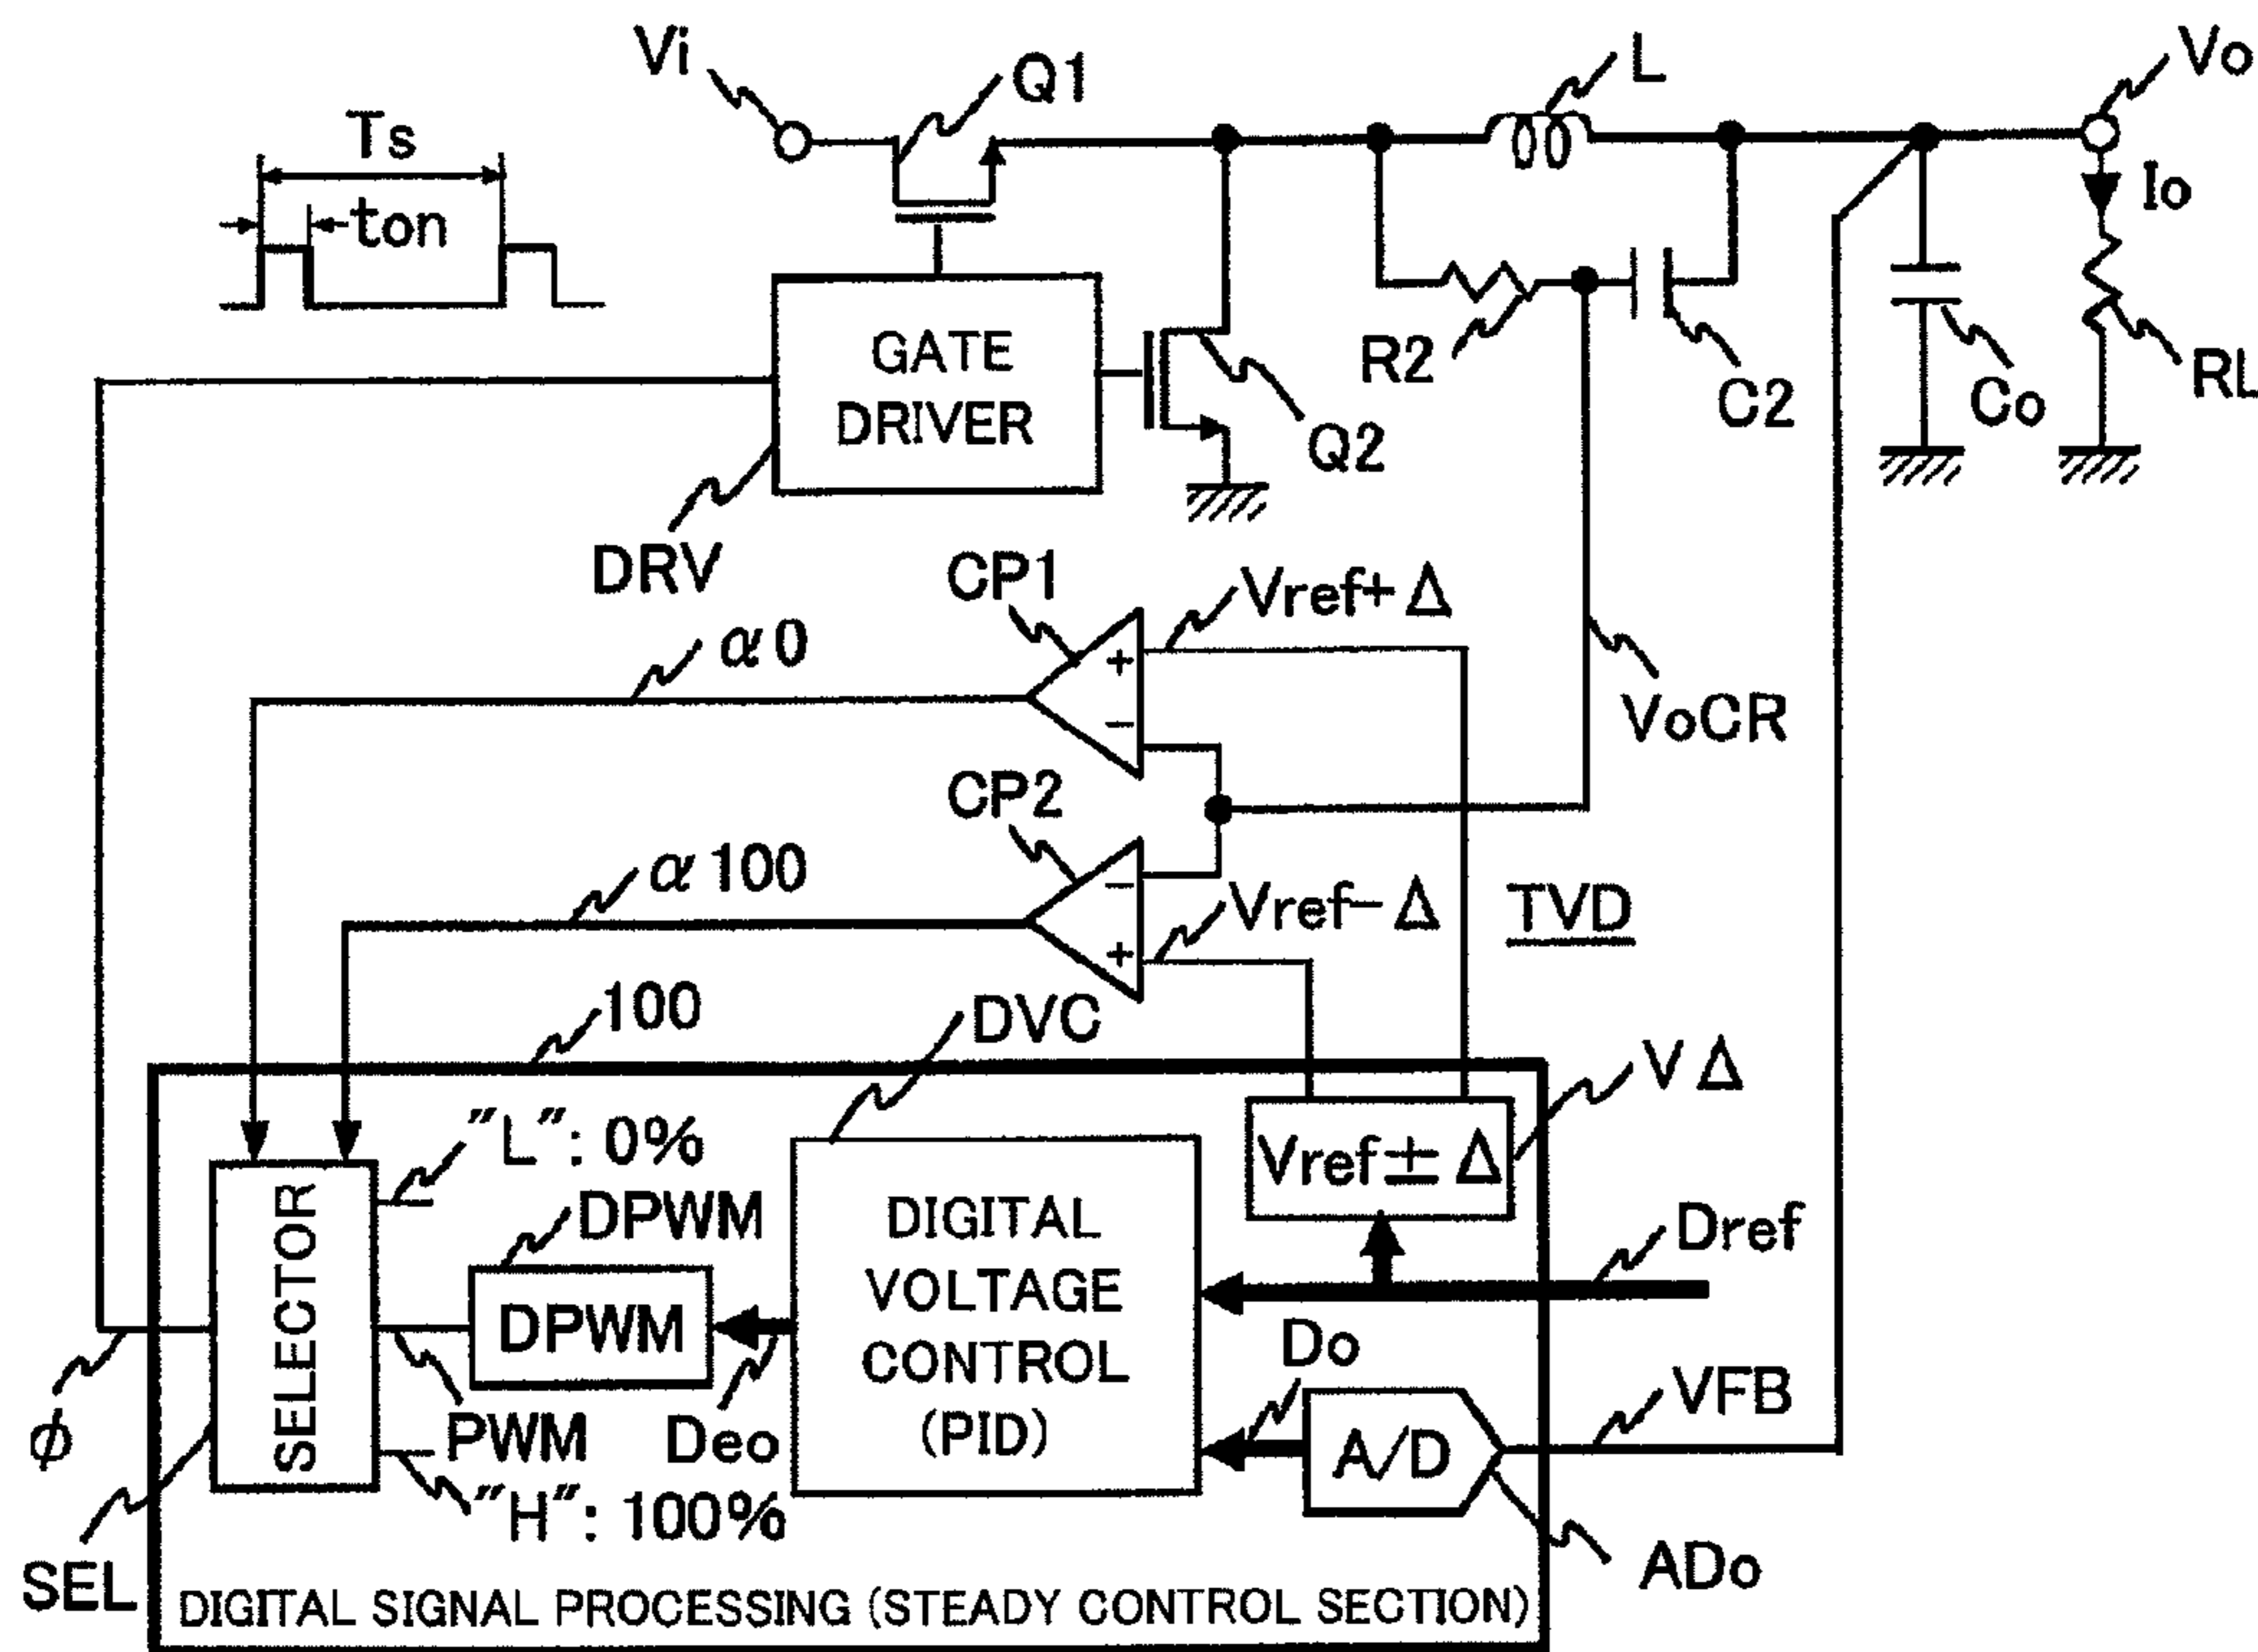 Vi
Q1
L
Vo
Ts
ton
Io
GATE
DRIVER
R2
C2
Co
RL
Q2
DRV
CP1
Vref+Δ
α0
+
−
VoCR
CP2
α100
−
Vref−Δ
+
TVD
100
DVC
VΔ
"L": 0%
Vref±Δ
SELECTOR
DPWM
DIGITAL
VOLTAGE
CONTROL
(PID)
Dref
DPWM
Do
φ
PWM
Deo
A/D
VFB
"H": 100%
SEL
ADo
DIGITAL SIGNAL PROCESSING (STEADY CONTROL SECTION)